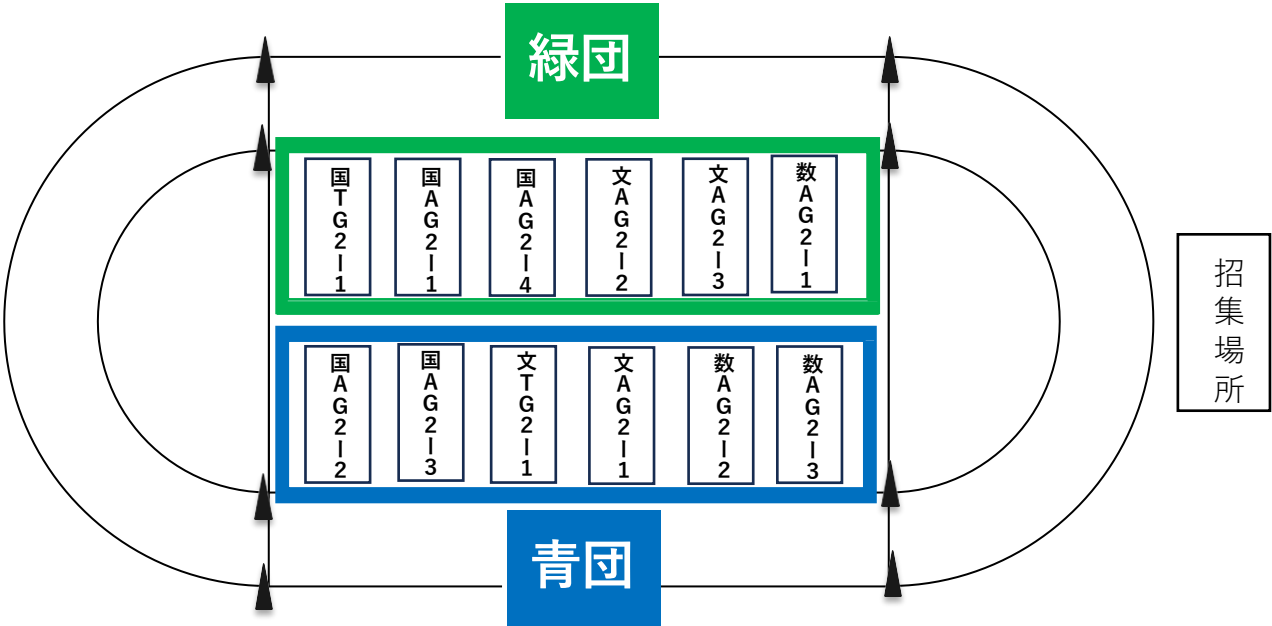 緑団
国TG2-1
国AG2-1
国AG2-4
文AG2-2
文AG2-3
数AG2-1
招集場所
国AG2-2
国AG2-3
文TG2-1
文AG2-1
数AG2-2
数AG2-3
青団